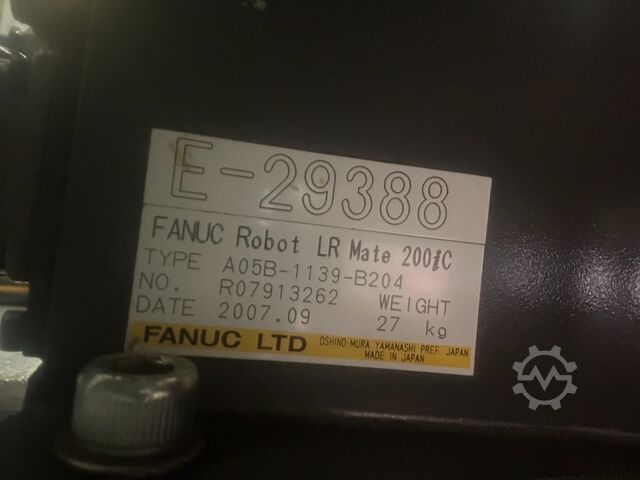 E-29388
FANUC Robot LR Mate 200iC
TYPE A05B-1139-B204
NO. R07913262 WEIGHT
DATE 2007.09 27 kg
FANUC LTD OSHINO-MURA, YAMANASHI PREF. JAPAN
MADE IN JAPAN